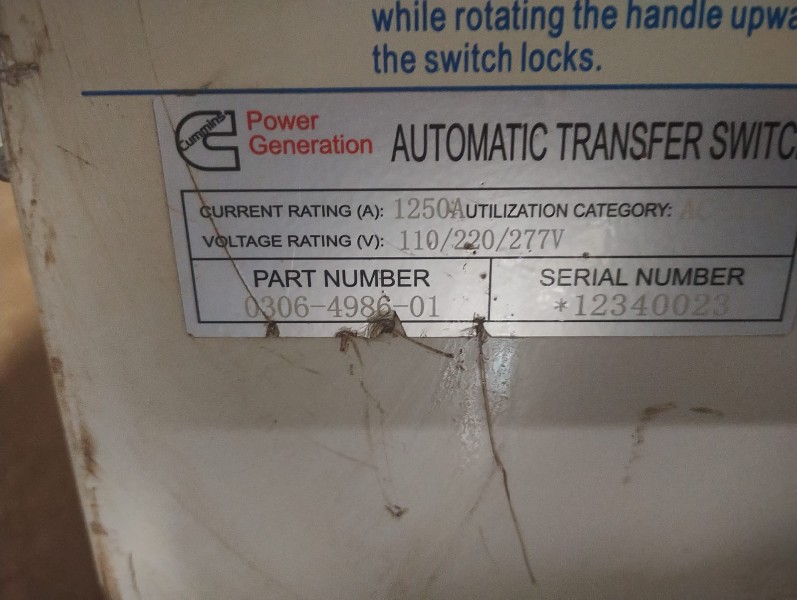 while rotating the handle upwa
the switch locks.
Cummins
Power
Generation
AUTOMATIC TRANSFER SWITC
CURRENT RATING (A): 1250A UTILIZATION CATEGORY: AC
VOLTAGE RATING (V): 110/220/277V
PART NUMBER
0306-4986-01
SERIAL NUMBER
*12340023